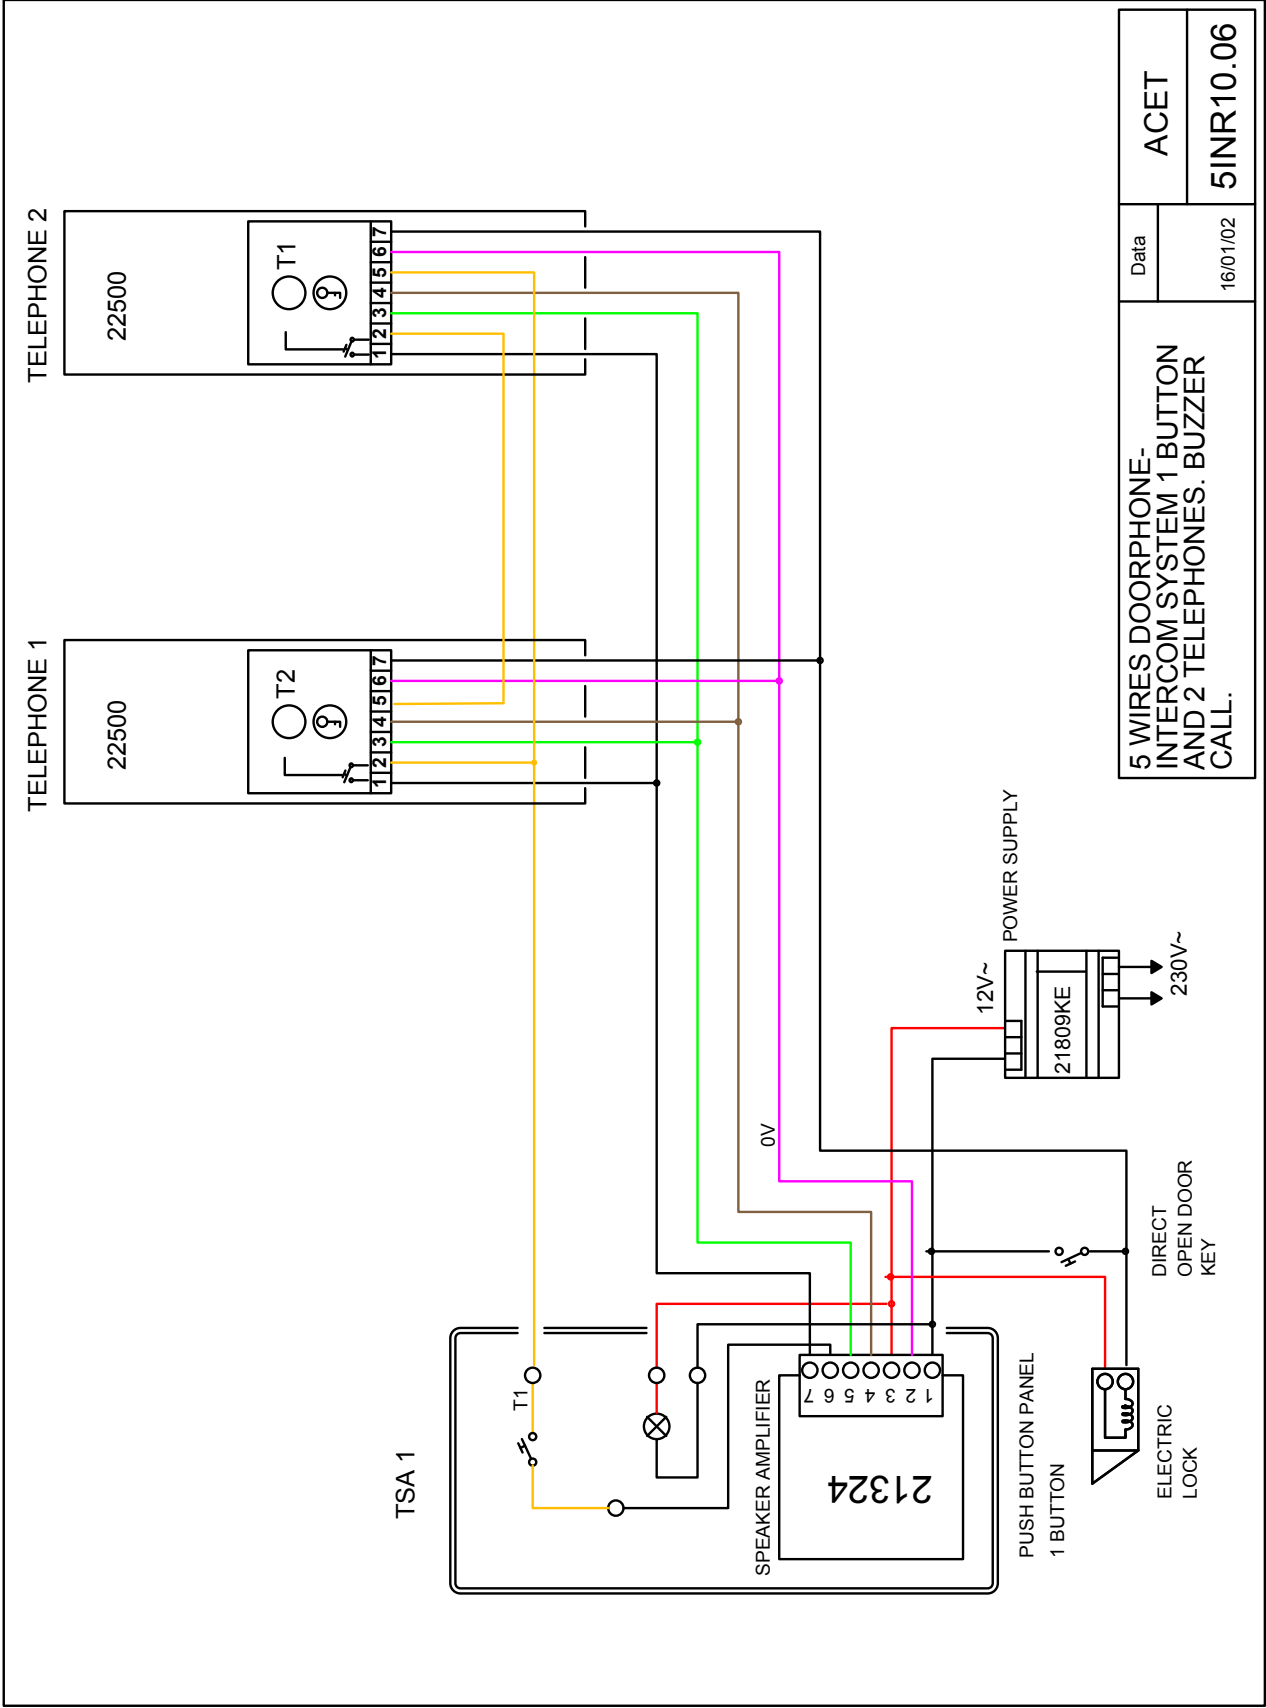 TELEPHONE 1
TELEPHONE 2
22500
22500
T2
T1
1 2 3 4 5 6 7
1 2 3 4 5 6 7
TSA 1
T1
SPEAKER AMPLIFIER
7 6 5 4 3 2 1
21324
PUSH BUTTON PANEL
1 BUTTON
0V
12V~
POWER SUPPLY
21809KE
230V~
DIRECT
OPEN DOOR
KEY
ELECTRIC
LOCK
5 WIRES DOORPHONE-
INTERCOM SYSTEM 1 BUTTON
AND 2 TELEPHONES. BUZZER
CALL.
Data
16/01/02
ACET
5INR10.06